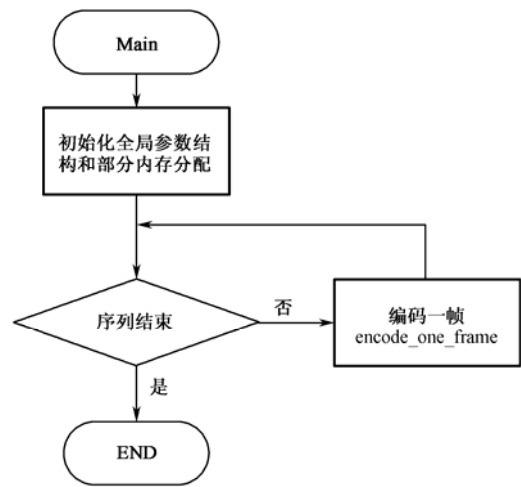 Main
初始化全局参数结
构和部分内存分配
序列结束
否
编码一帧
encode_one_frame
是
END